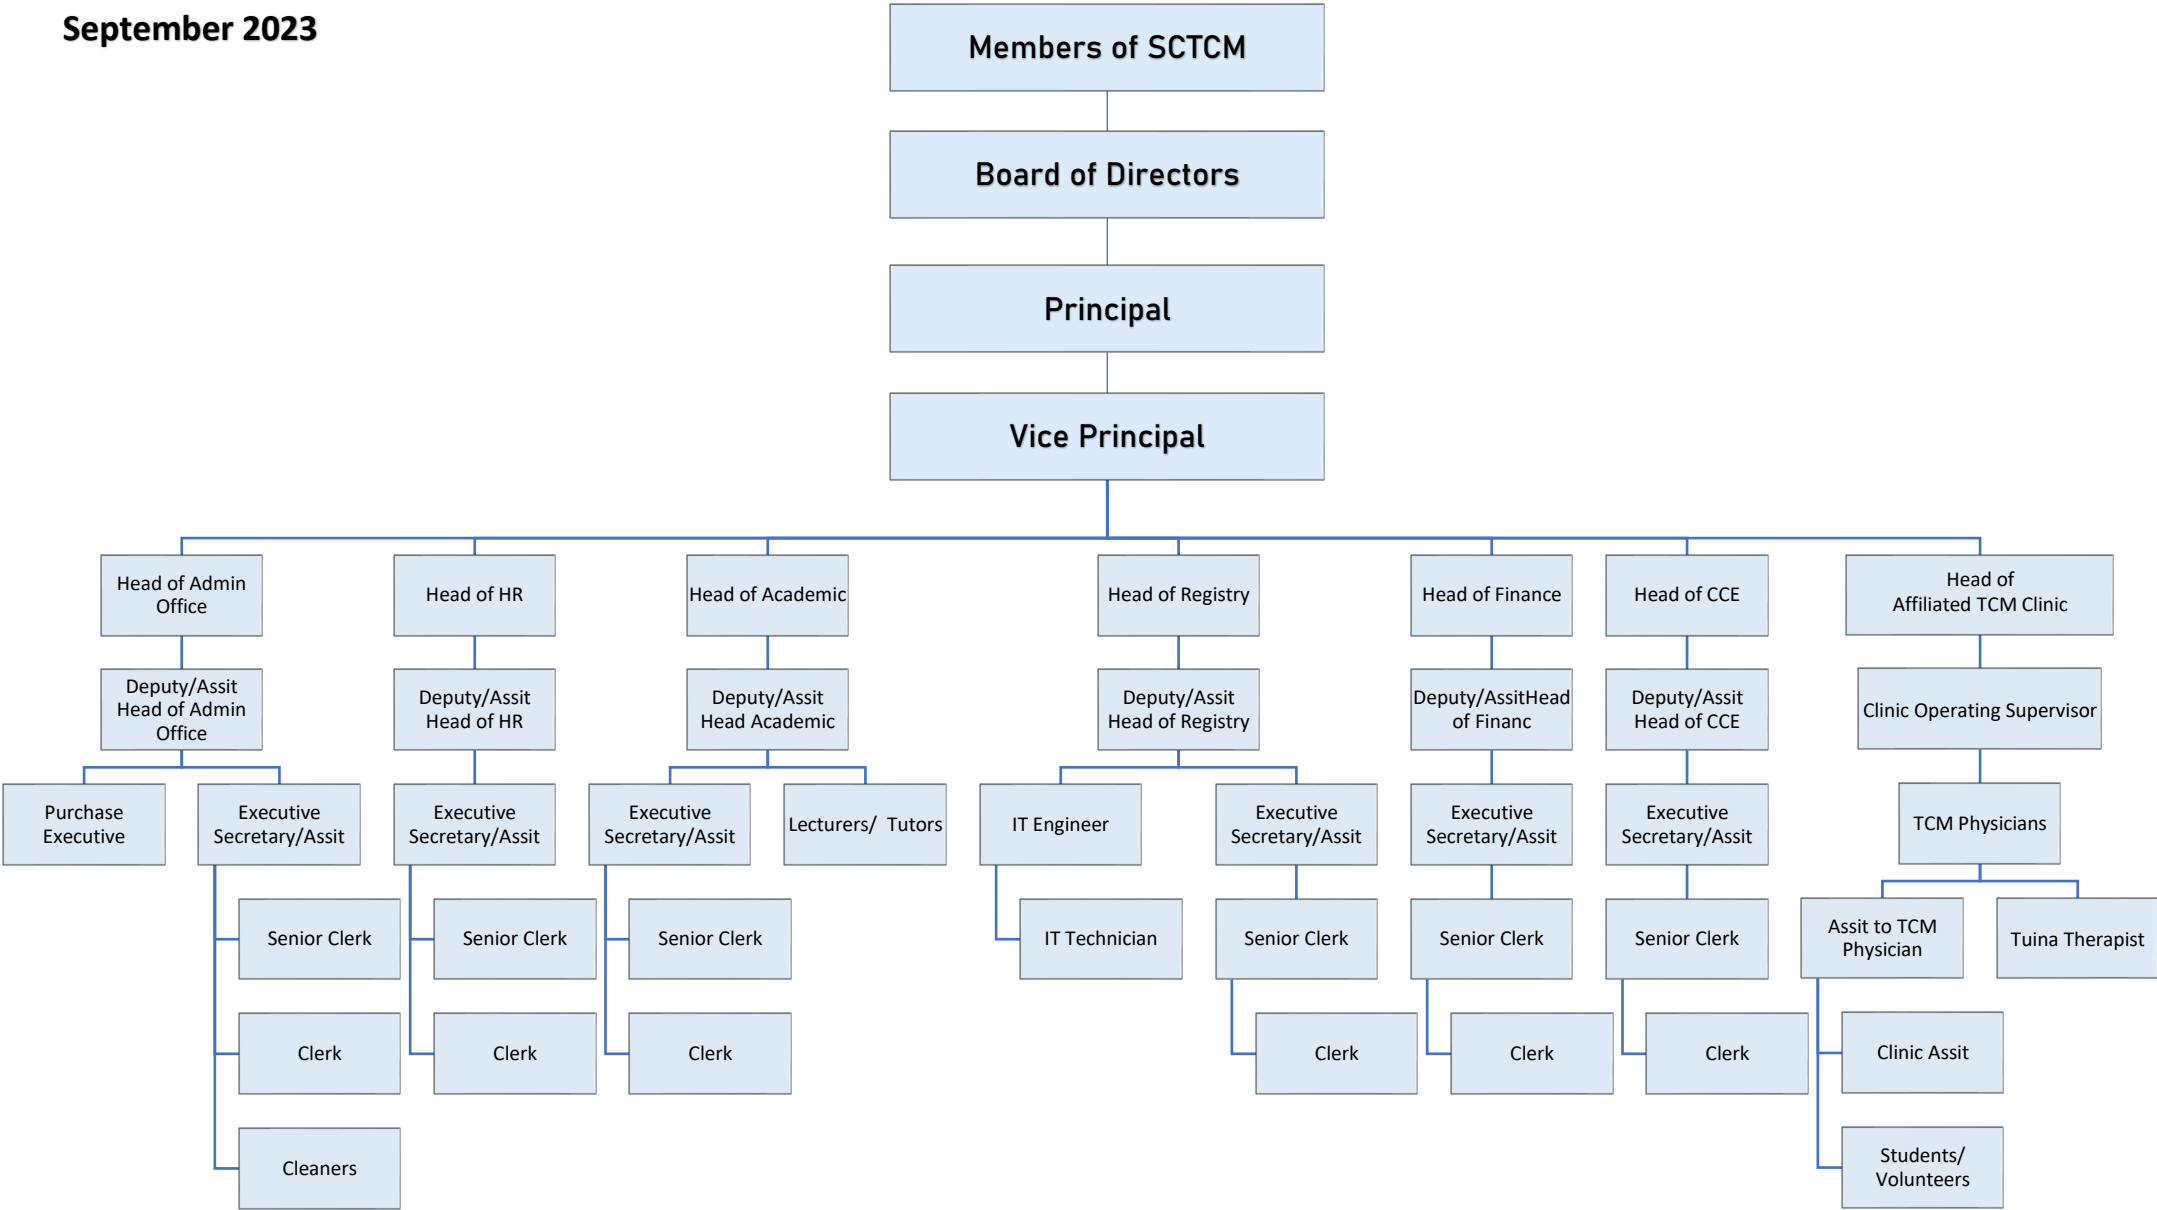 September 2023
Members of SCTCM
Board of Directors
Principal
Vice Principal
Head of Admin
Office
Head of HR
Head of Academic
Head of Registry
Head of Finance
Head of CCE
Head of
Affiliated TCM Clinic
Deputy/Assit
Head of Admin
Office
Deputy/Assit
Head of HR
Deputy/Assit
Head Academic
Deputy/Assit
Head of Registry
Deputy/AssitHead
of Financ
Deputy/Assit
Head of CCE
Clinic Operating Supervisor
Purchase
Executive
Executive
Secretary/Assit
Executive
Secretary/Assit
Executive
Secretary/Assit
Lecturers/ Tutors
IT Engineer
Executive
Secretary/Assit
Executive
Secretary/Assit
Executive
Secretary/Assit
TCM Physicians
Senior Clerk
Senior Clerk
Senior Clerk
IT Technician
Senior Clerk
Senior Clerk
Senior Clerk
Assit to TCM
Physician
Tuina Therapist
Clerk
Clerk
Clerk
Clerk
Clerk
Clerk
Clinic Assit
Cleaners
Students/
Volunteers